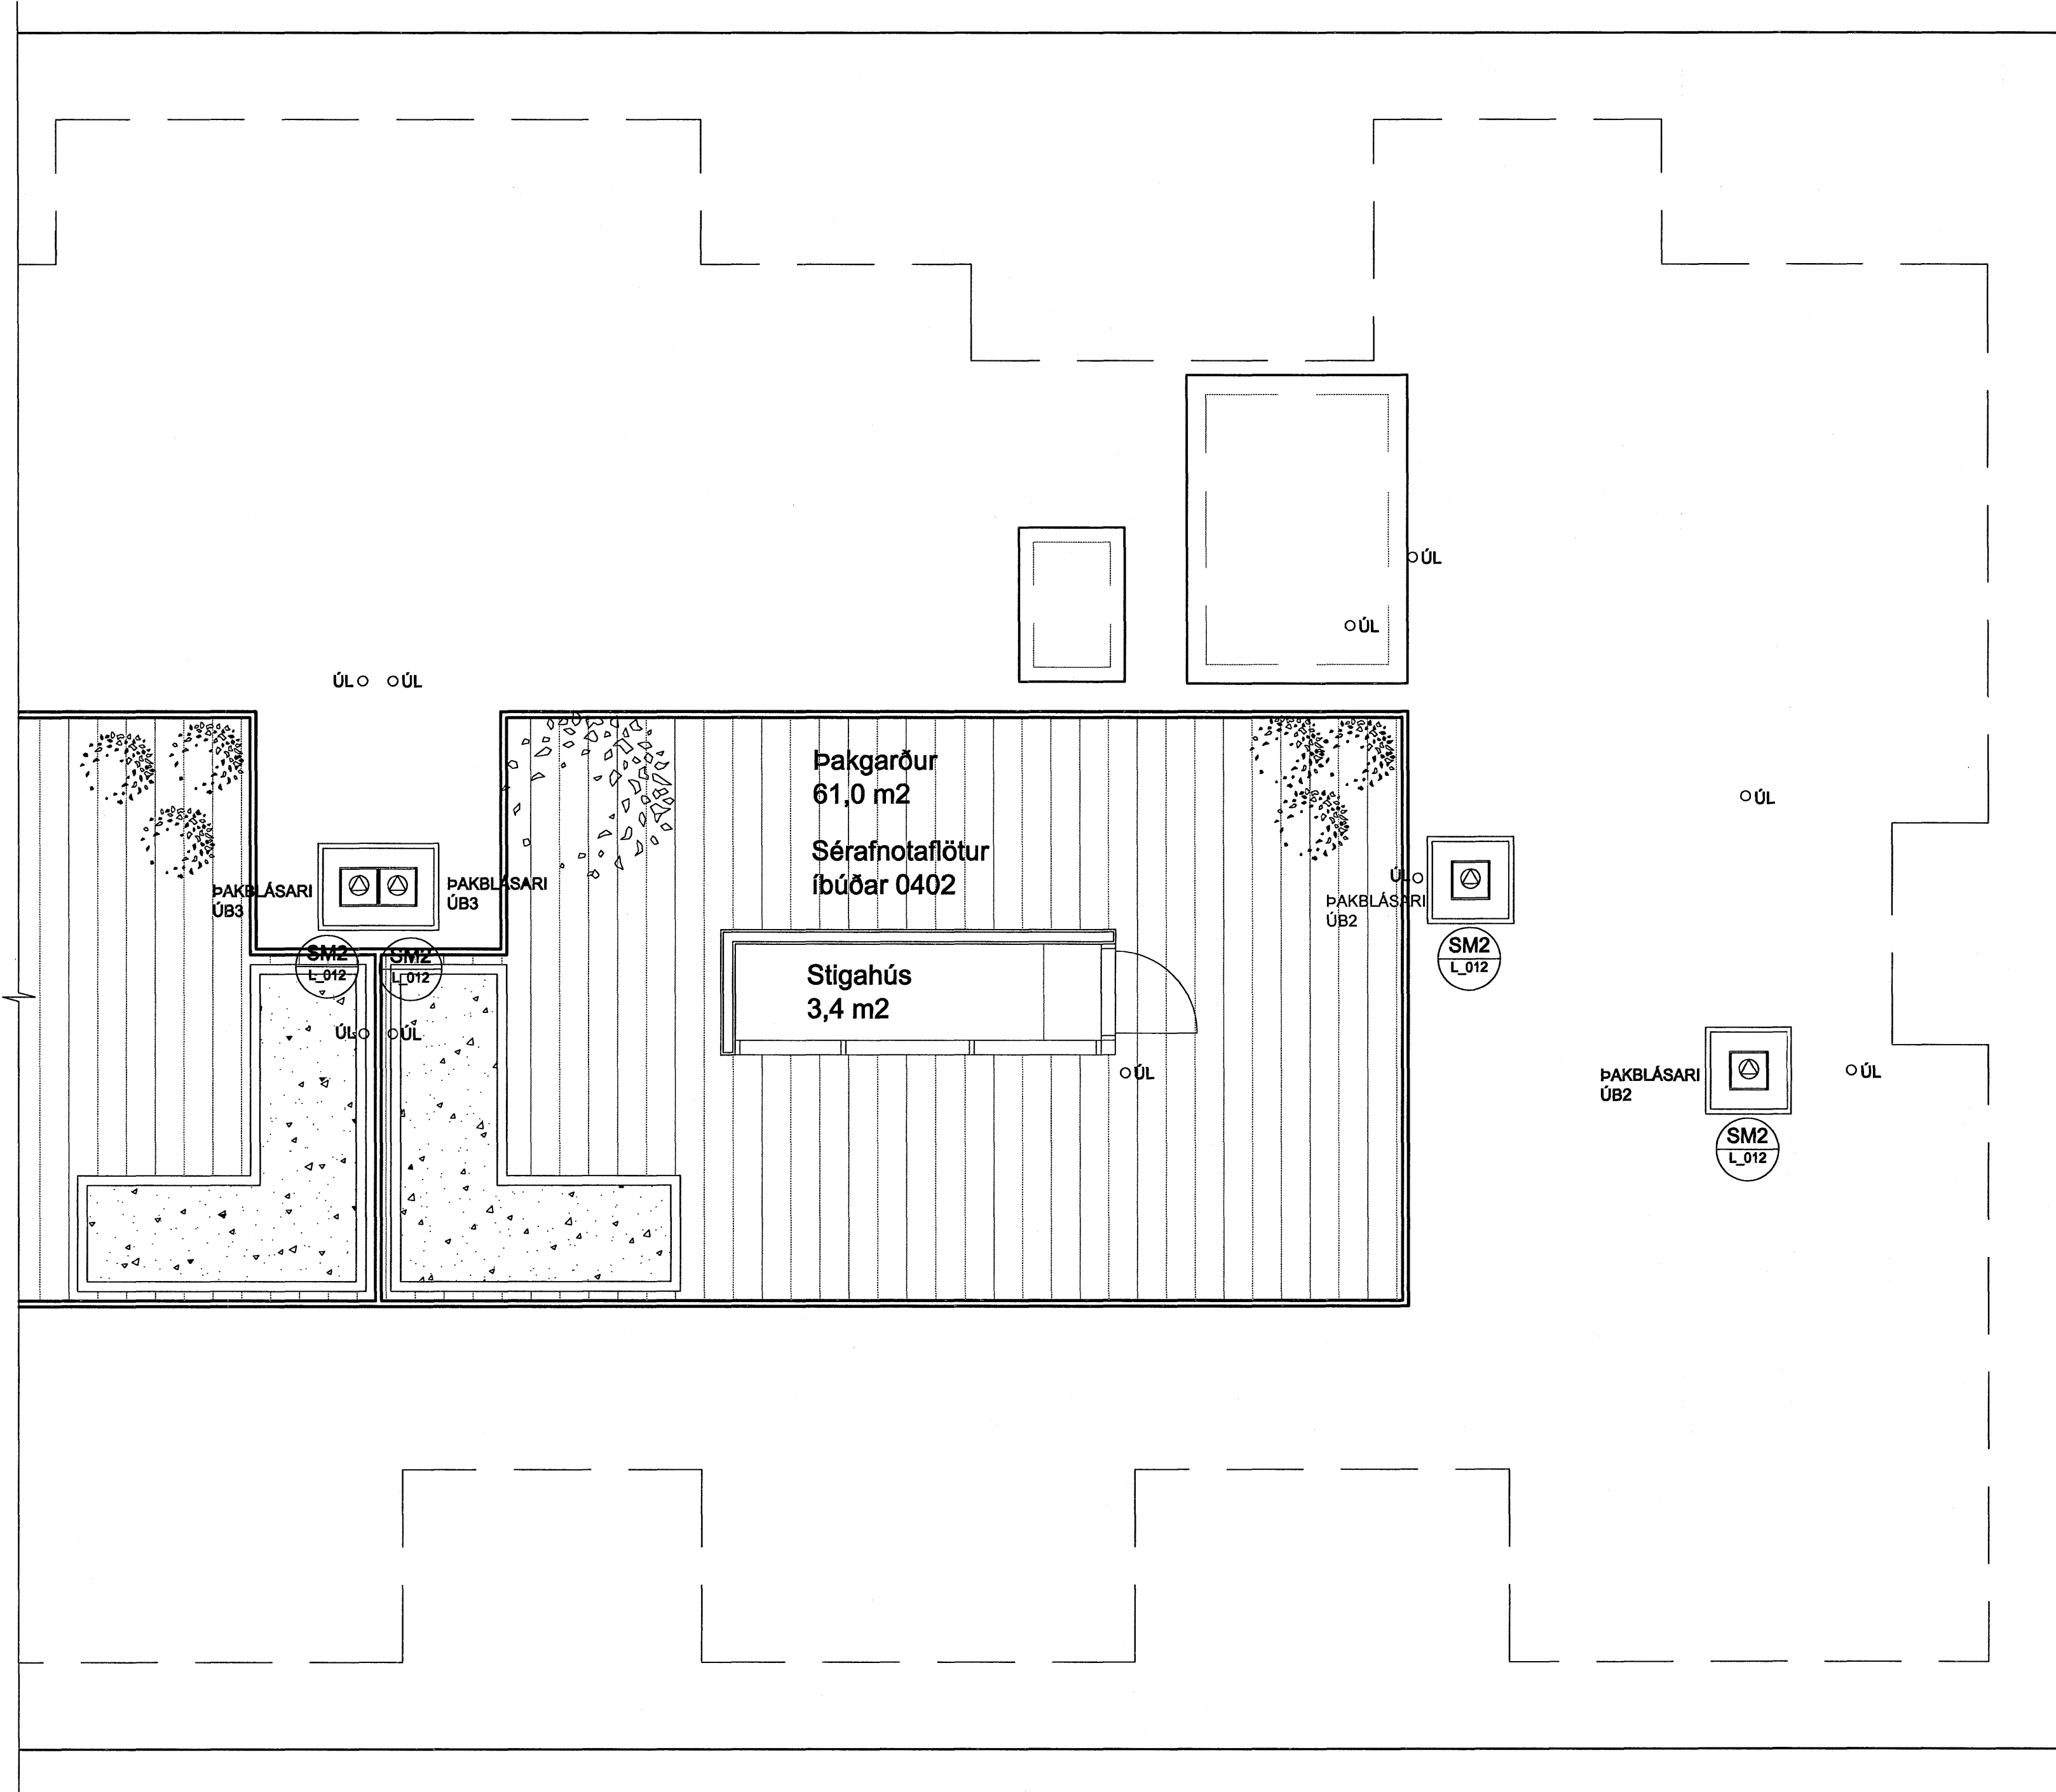 ÚL
ÚL
ÚL ÚL
Þakgarður
61,0 m2
Sérafnotaflötur
íbúðar 0402
ÚL
ÞAKBLÁSARI
ÚB3
ÞAKBLÁSARI
ÚB3
ÚL
ÞAKBLÁSARI
ÚB2
SM2
L_012
SM2
L_012
SM2
L_012
Stigahús
3,4 m2
ÚL ÚL
ÚL
ÞAKBLÁSARI
ÚB2
ÚL
SM2
L_012